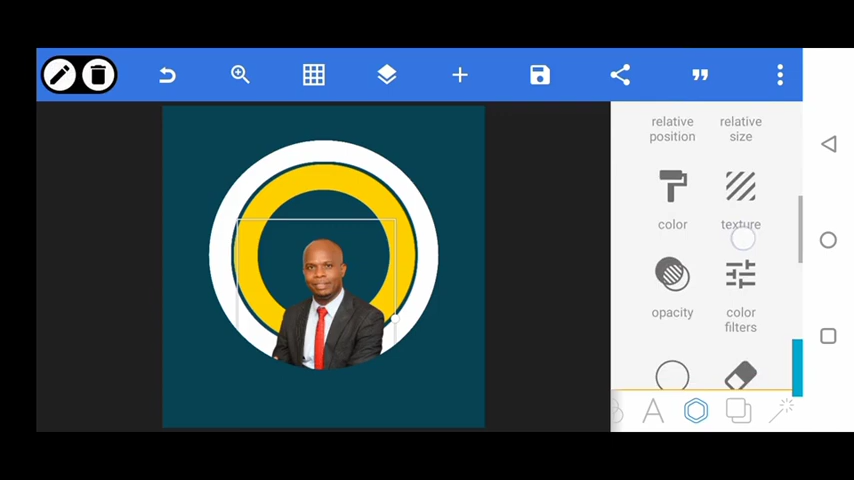 relative
position
relative
size
color
texture
opacity
color
filters